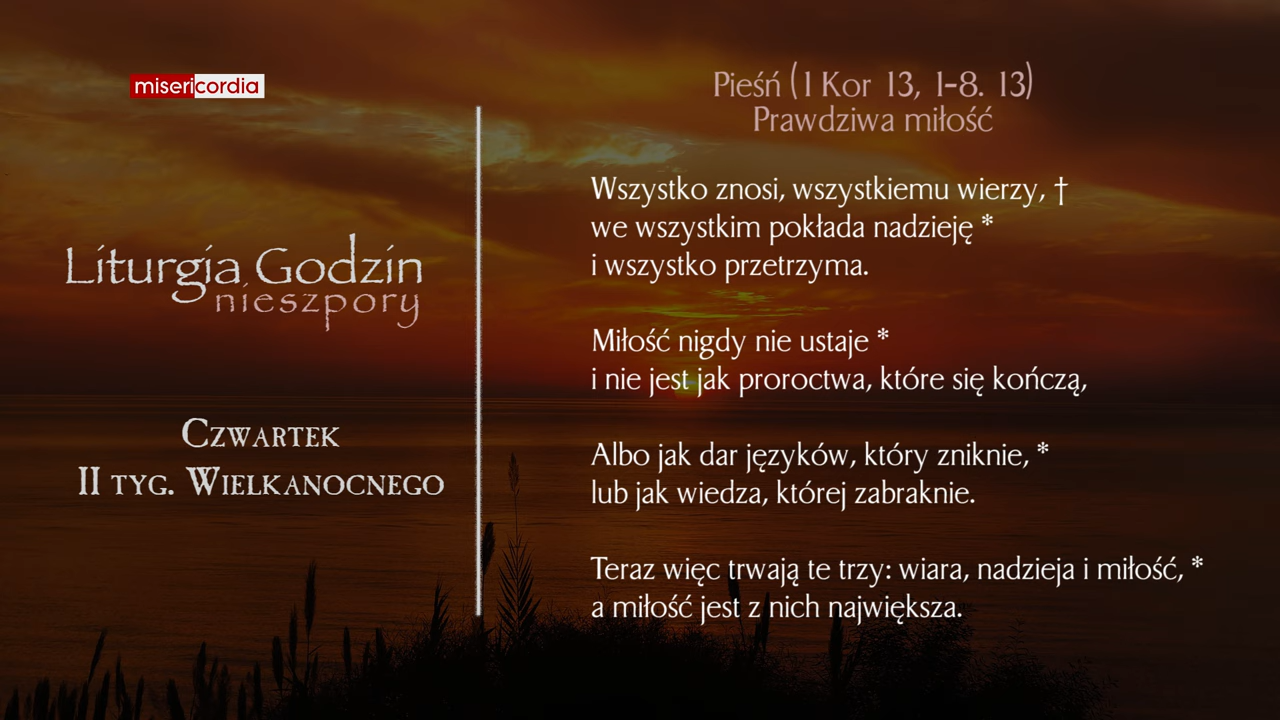 misericordia
Liturgia Godzin
nieszpory
Czwartek
II tyg. Wielkanocnego
Pieśń (1 Kor 13, 1-8. 13)
Prawdziwa miłość
Wszystko znosi, wszystkiemu wierzy, †
we wszystkim pokłada nadzieję *
i wszystko przetrzyma.
Miłość nigdy nie ustaje *
i nie jest jak proroctwa, które się kończą,
Albo jak dar języków, który zniknie, *
lub jak wiedza, której zabraknie.
Teraz więc trwają te trzy: wiara, nadzieja i miłość, *
a miłość jest z nich największa.